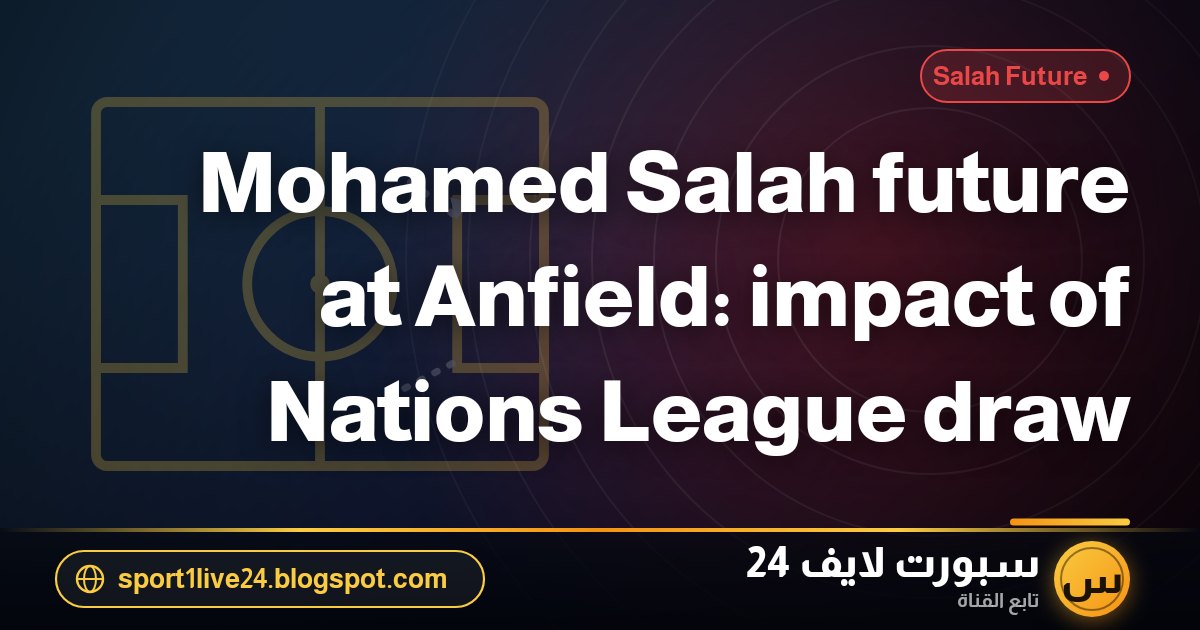 Salah Future
Mohamed Salah future
at Anfield: impact of
Nations League draw
sport1live24.blogspot.com
سبورت لايف 24
تابع القناة
س